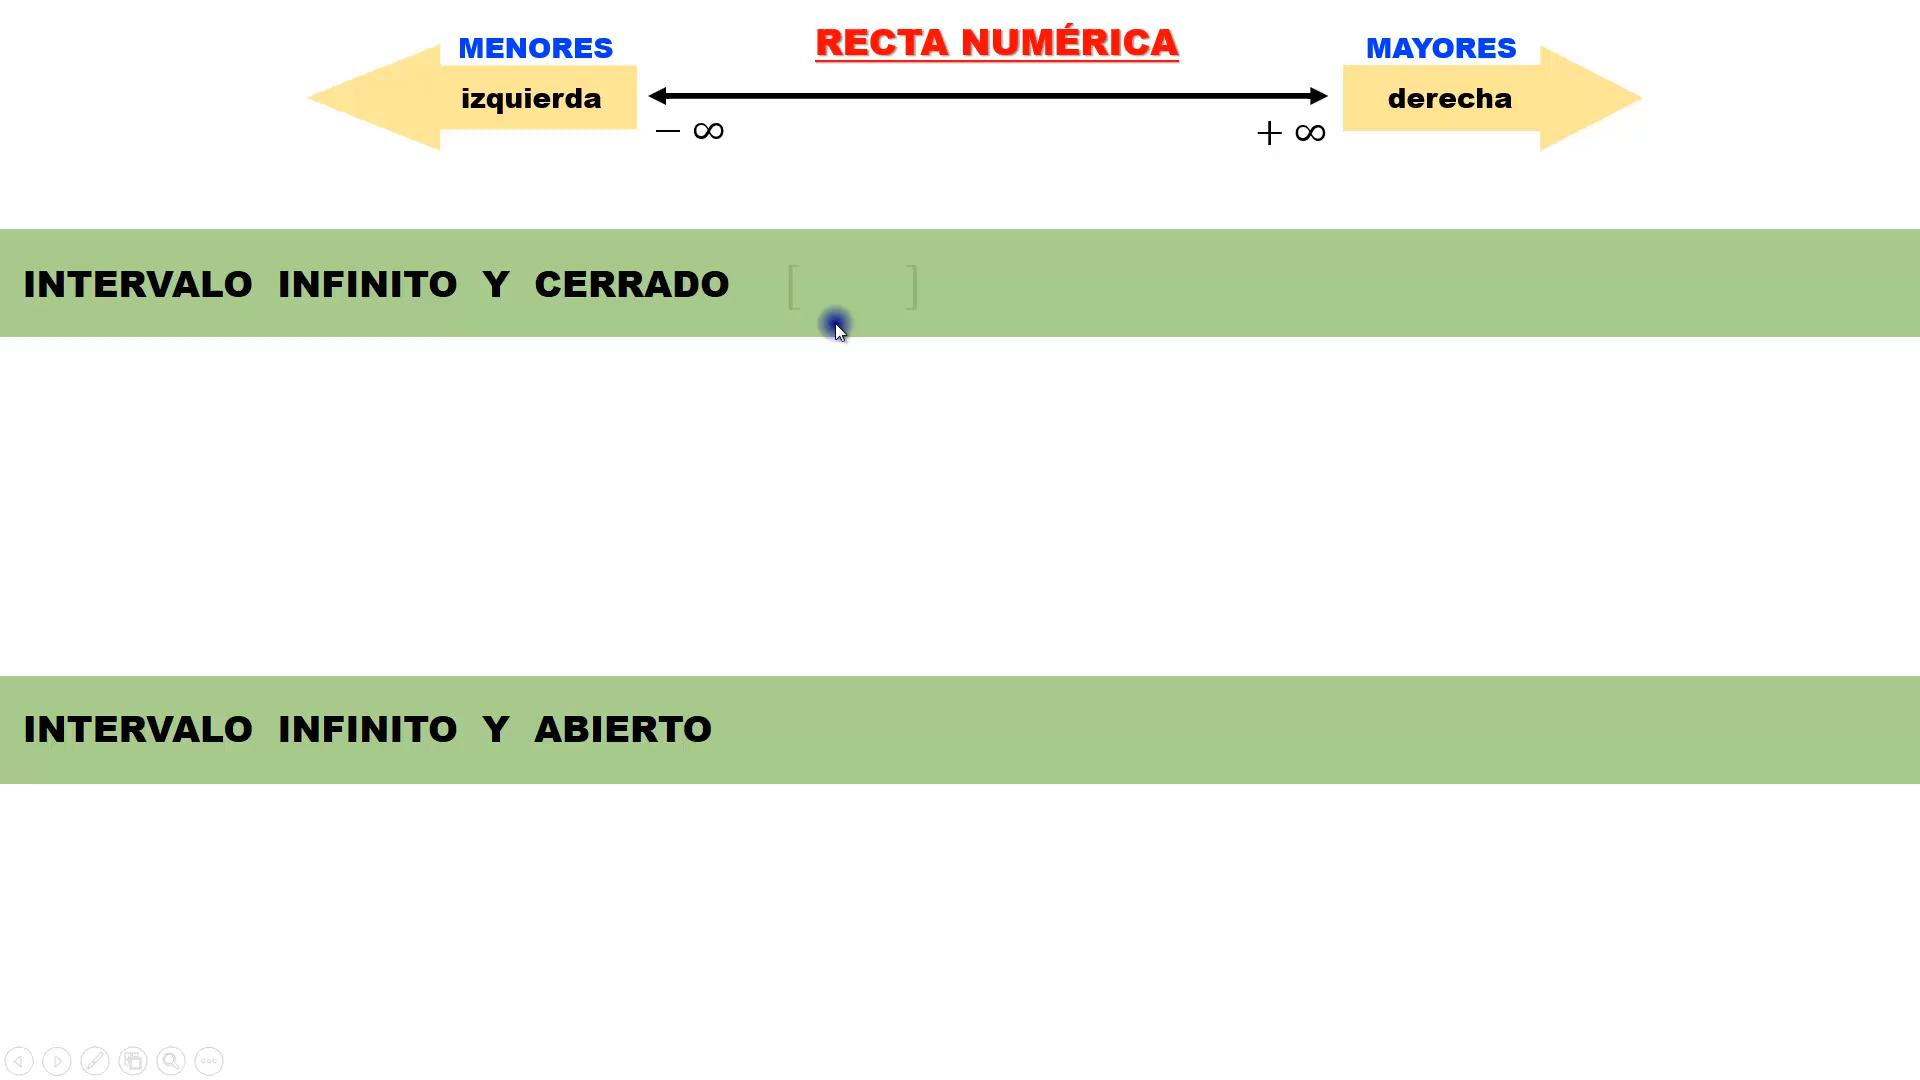 RECTA NUMÉRICA
MENORES
MAYORES
izquierda
derecha
− ∞
+ ∞
INTERVALO INFINITO Y CERRADO [ ]
INTERVALO INFINITO Y ABIERTO